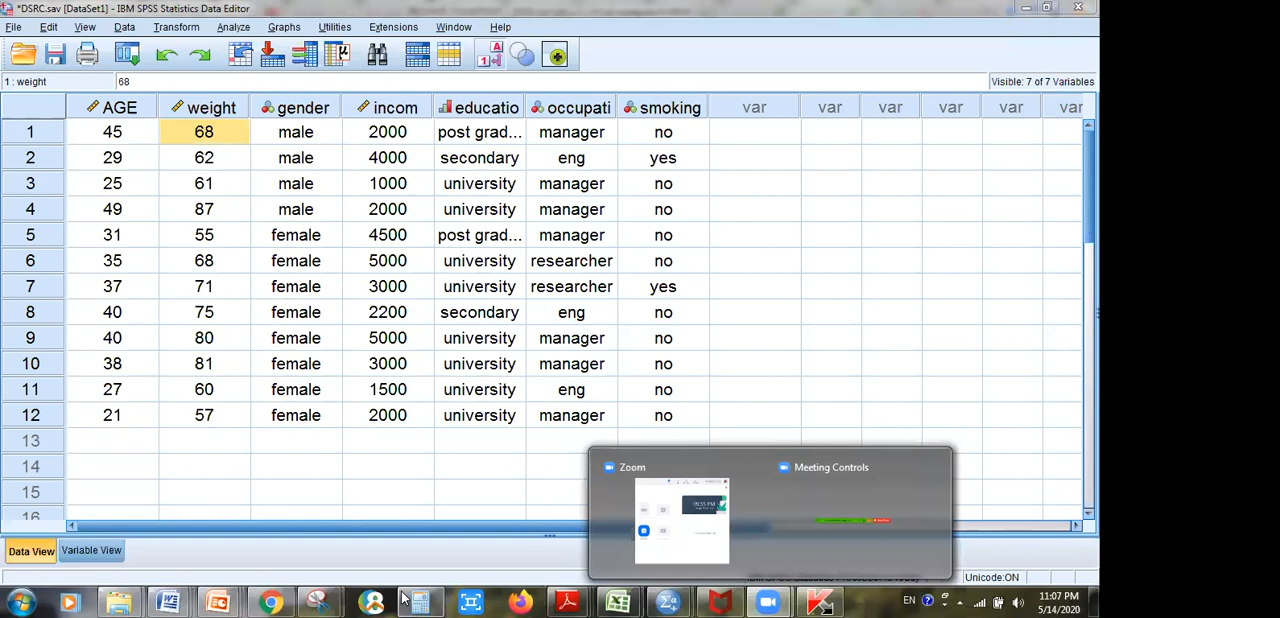 *DSRC.sav [DataSet1] - IBM SPSS Statistics Data Editor
File Edit View Data Transform Analyze Graphs Utilities Extensions Window Help
1 : weight 68 Visible: 7 of 7 Variables
AGE weight gender incom educatio occupati smoking var var var var var var
1 45 68 male 2000 post grad... manager no
2 29 62 male 4000 secondary eng yes
3 25 61 male 1000 university manager no
4 49 87 male 2000 university manager no
5 31 55 female 4500 post grad... manager no
6 35 68 female 5000 university researcher no
7 37 71 female 3000 university researcher yes
8 40 75 female 2200 secondary eng no
9 40 80 female 5000 university manager no
10 38 81 female 3000 university manager no
11 27 60 female 1500 university eng no
12 21 57 female 2000 university manager no
13
14
15
16
Zoom Meeting Controls
Data View Variable View
Unicode:ON
EN 11:07 PM
5/14/2020